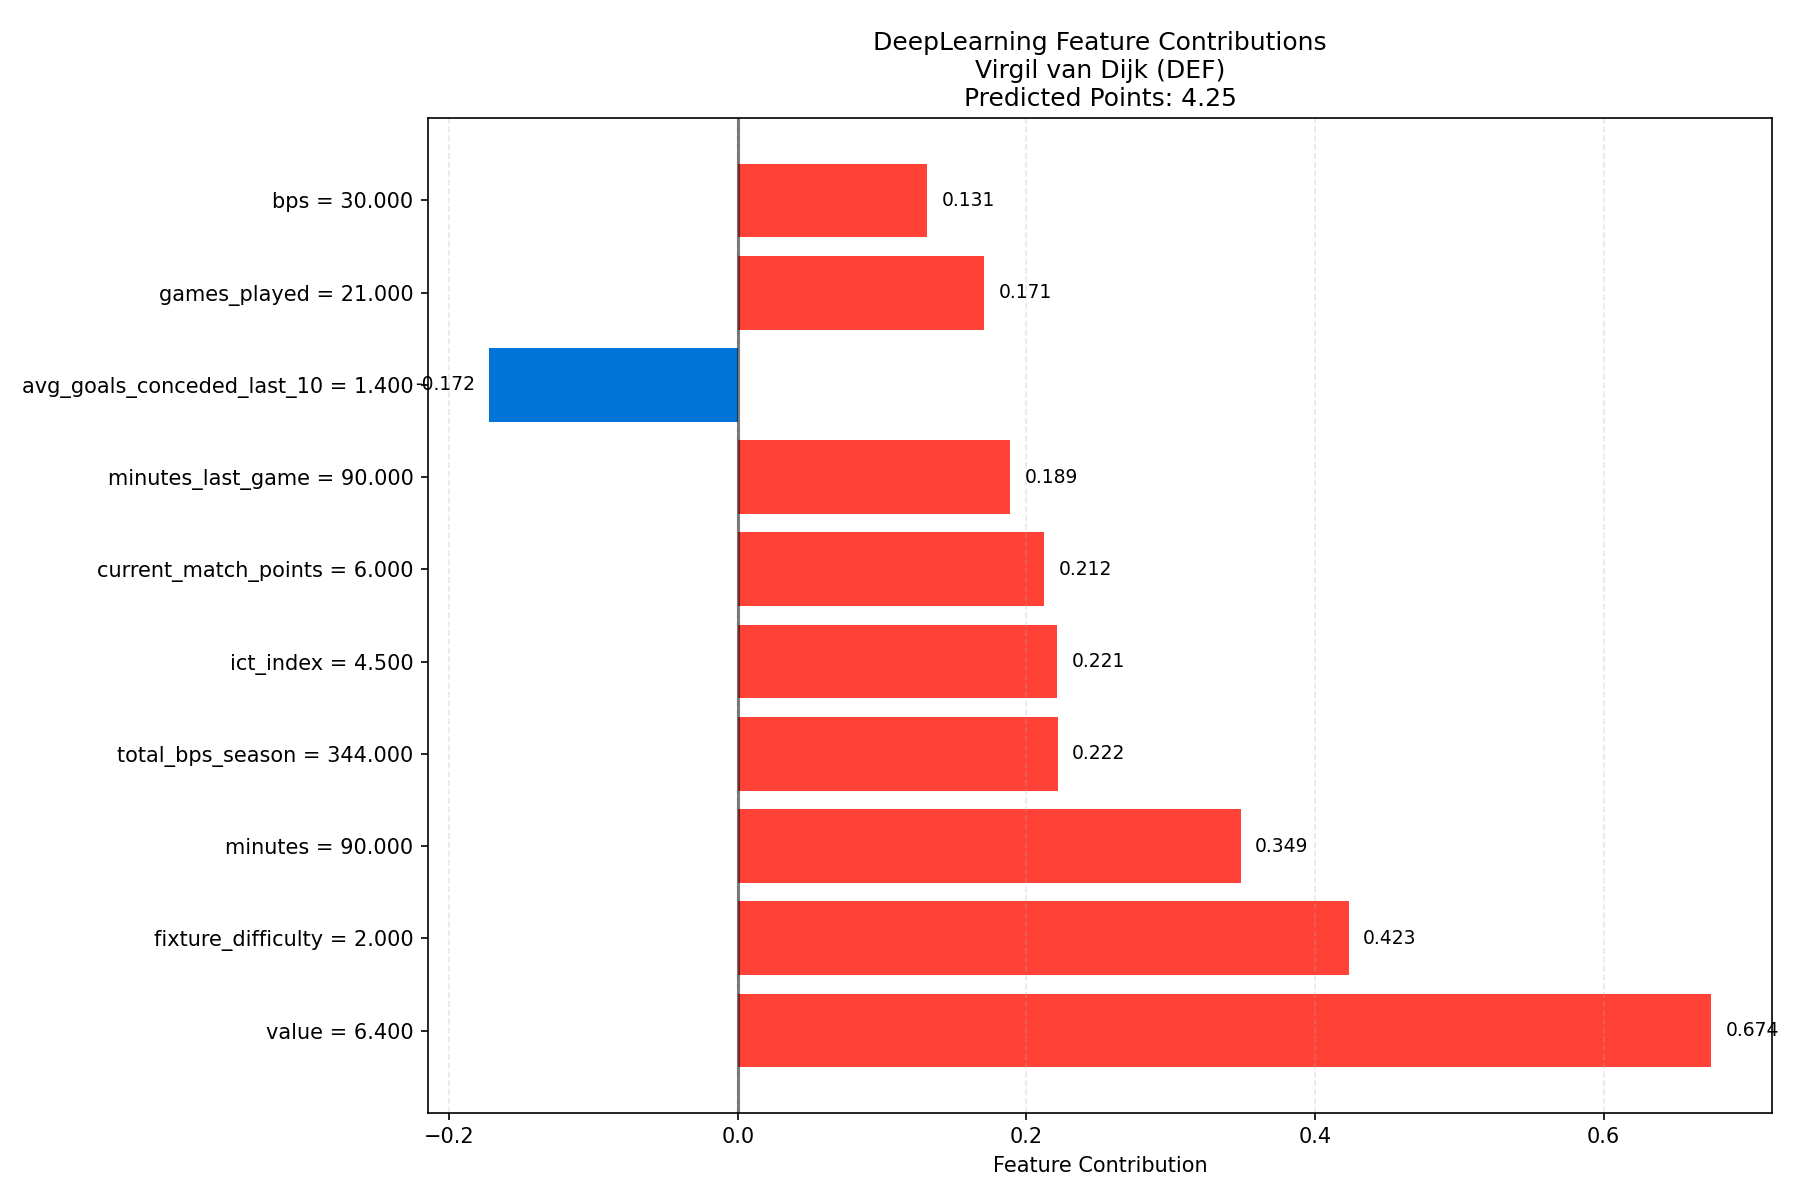 DeepLearning Feature Contributions
Virgil van Dijk (DEF)
Predicted Points: 4.25
bps = 30.000
0.131
games_played = 21.000
0.171
avg_goals_conceded_last_10 = 1.400
-0.172
minutes_last_game = 90.000
0.189
current_match_points = 6.000
0.212
ict_index = 4.500
0.221
total_bps_season = 344.000
0.222
minutes = 90.000
0.349
fixture_difficulty = 2.000
0.423
value = 6.400
0.674
−0.2 0.0 0.2 0.4 0.6
Feature Contribution